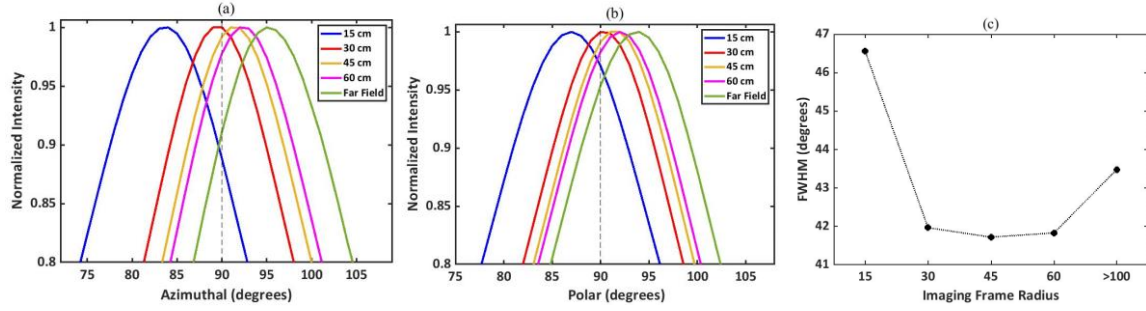 (a)
1
0.95
0.9
0.85
0.8
75
80
85
90
95
100
105
Normalized Intensity
Azimuthal (degrees)
15 cm
30 cm
45 cm
60 cm
Far Field
(b)
1
0.95
0.9
0.85
0.8
75
80
85
90
95
100
105
Normalized Intensity
Polar (degrees)
15 cm
30 cm
45 cm
60 cm
Far Field
(c)
47
46
45
44
43
42
41
15
30
45
60
>100
FWHM (degrees)
Imaging Frame Radius